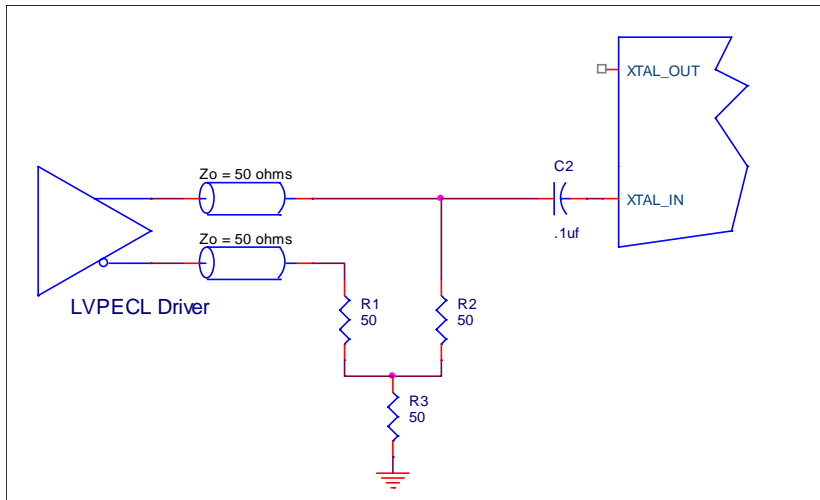 XTAL_OUT
Zo = 50 ohms
C2
XTAL_IN
.1uf
Zo = 50 ohms
LVPECL Driver
R1
50
R2
50
R3
50